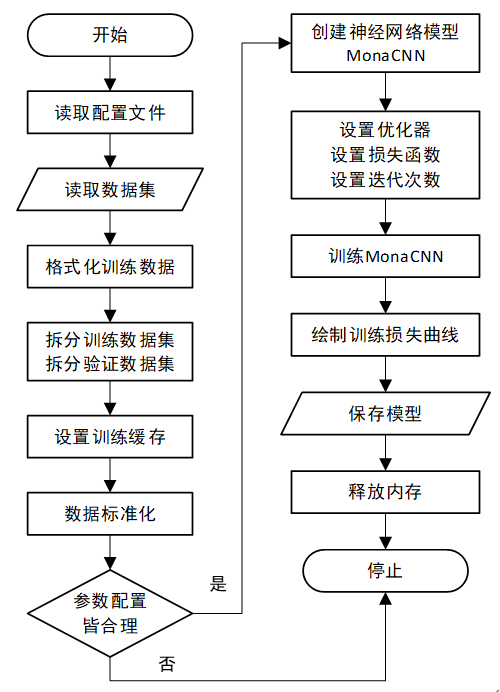 开始
读取配置文件
读取数据集
格式化训练数据
拆分训练数据集
拆分验证数据集
设置训练缓存
数据标准化
参数配置
皆合理
是
否
创建神经网络模型
MonaCNN
设置优化器
设置损失函数
设置迭代次数
训练MonaCNN
绘制训练损失曲线
保存模型
释放内存
停止